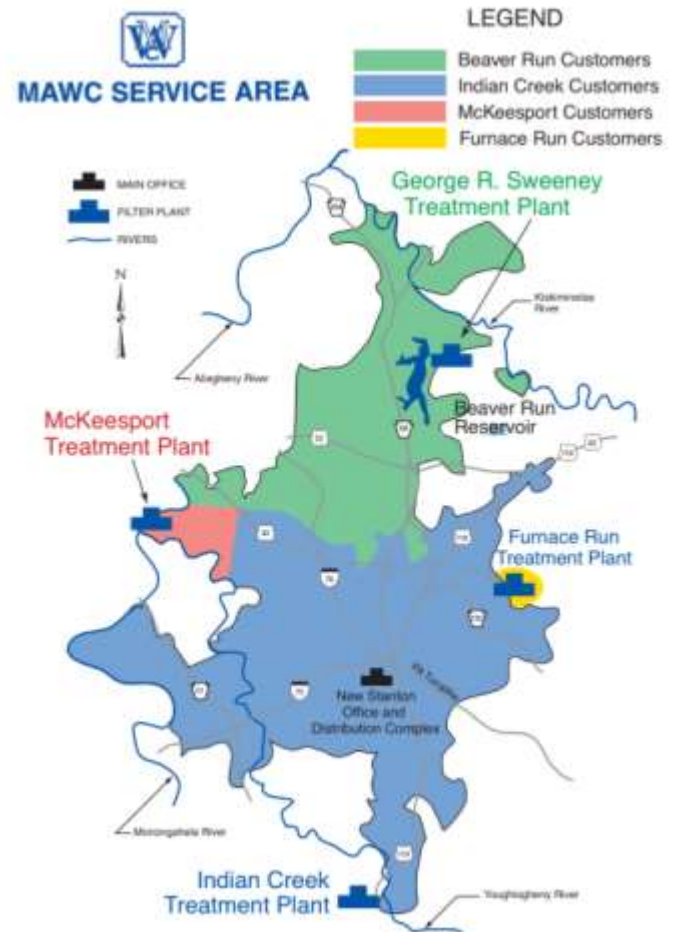 LEGEND
Beaver Run Customers
Indian Creek Customers
McKeesport Customers
Furnace Run Customers
MAWC SERVICE AREA
MAIN OFFICE
FILTER PLANT
RIVERS
N
George R. Sweeney
Treatment Plant
Kiskiminetas
River
Allegheny River
Beaver Run
Reservoir
McKeesport
Treatment Plant
Furnace Run
Treatment Plant
PA Turnpike
New Stanton
Office and
Distribution Complex
Monongahela River
Indian Creek
Treatment Plant
Youghiogheny River